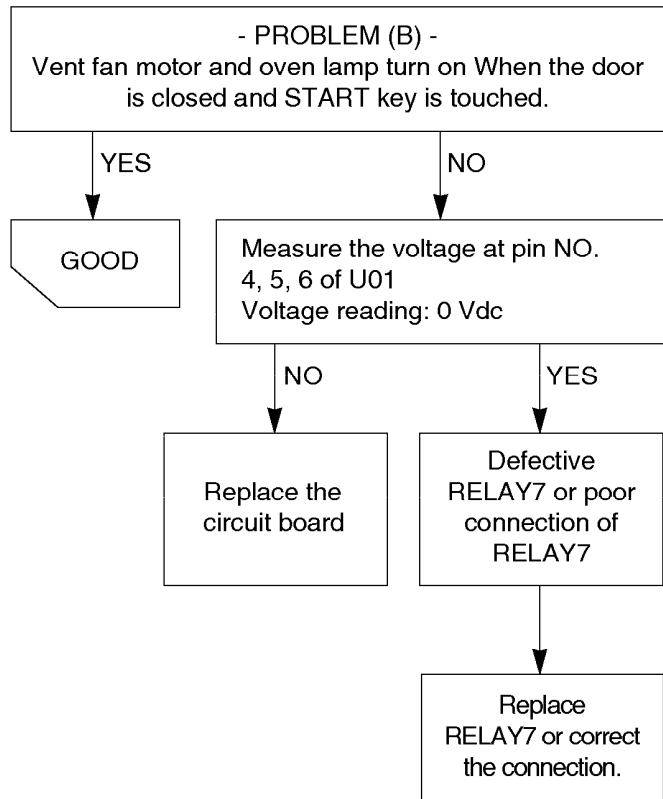 - PROBLEM (B) -
Vent fan motor and oven lamp turn on When the door
is closed and START key is touched.
YES
NO
GOOD
Measure the voltage at pin NO.
4, 5, 6 of U01
Voltage reading: 0 Vdc
NO
YES
Replace the
circuit board
Defective
RELAY7 or poor
connection of
RELAY7
Replace
RELAY7 or correct
the connection.